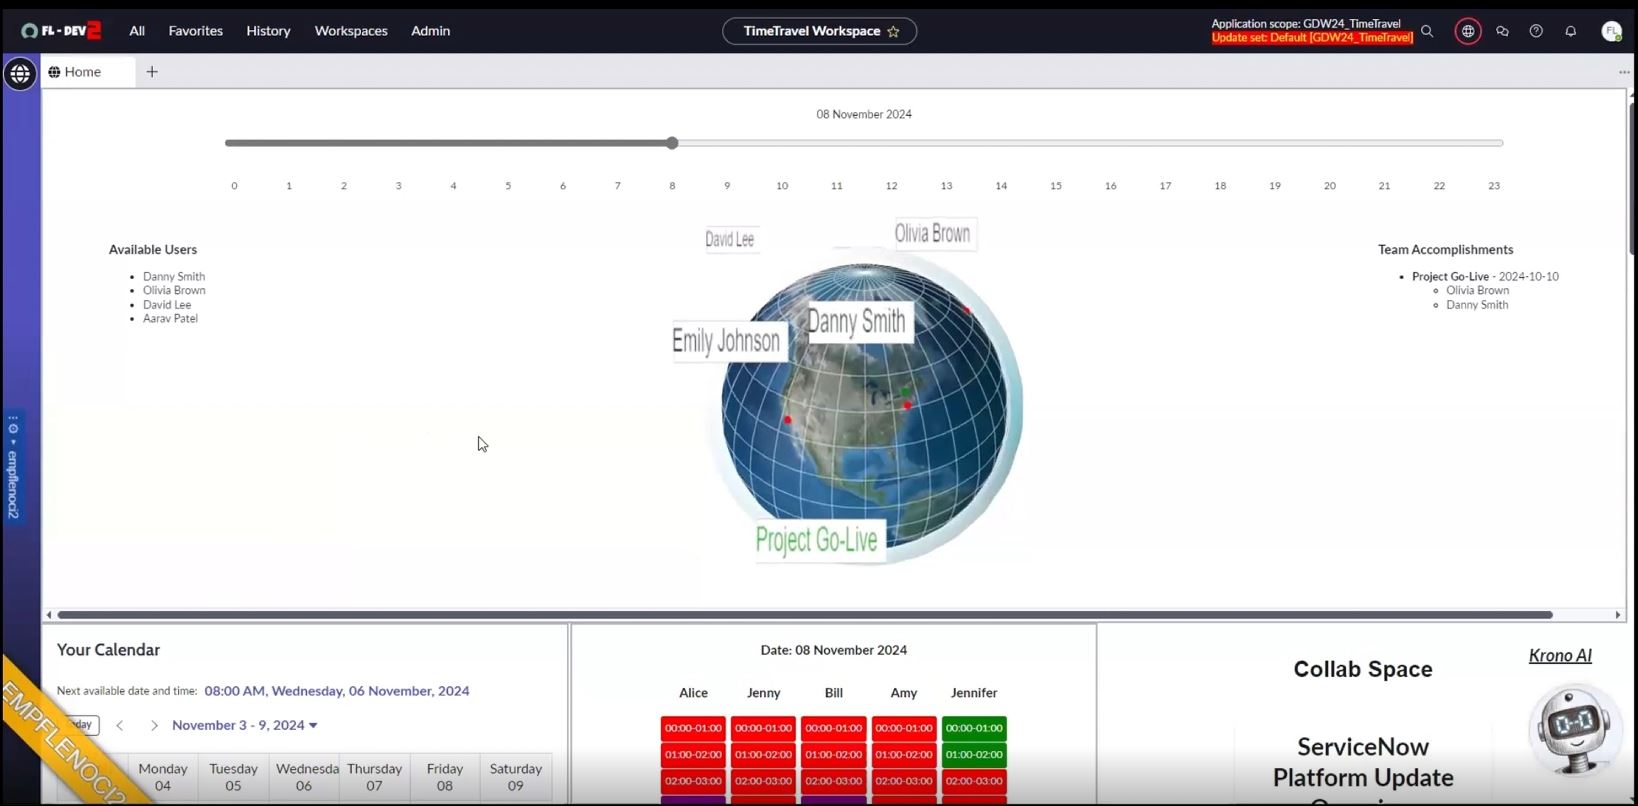 FL - DEV2
All
Favorites
History
Workspaces
Admin
TimeTravel Workspace
Application scope: GDW24_TimeTravel
Update set: Default [GDW24_TimeTravel]
FL
Home
08 November 2024
0 1 2 3 4 5 6 7 8 9 10 11 12 13 14 15 16 17 18 19 20 21 22 23
Available Users
Danny Smith
Olivia Brown
David Lee
Aarav Patel
David Lee
Olivia Brown
Danny Smith
Emily Johnson
Project Go-Live
Team Accomplishments
Project Go-Live - 2024-10-10
Olivia Brown
Danny Smith
empflenoci2
Your Calendar
Next available date and time: 08:00 AM, Wednesday, 06 November, 2024
November 3 - 9, 2024
Monday Tuesday Wednesda Thursday Friday Saturday
04 05 06 07 08 09
EMPFLENOCI2
Date: 08 November 2024
Alice Jenny Bill Amy Jennifer
00:00-01:00 00:00-01:00 00:00-01:00 00:00-01:00 00:00-01:00
01:00-02:00 01:00-02:00 01:00-02:00 01:00-02:00 01:00-02:00
02:00-03:00 02:00-03:00 02:00-03:00 02:00-03:00 02:00-03:00
Collab Space
Krono AI
ServiceNow
Platform Update